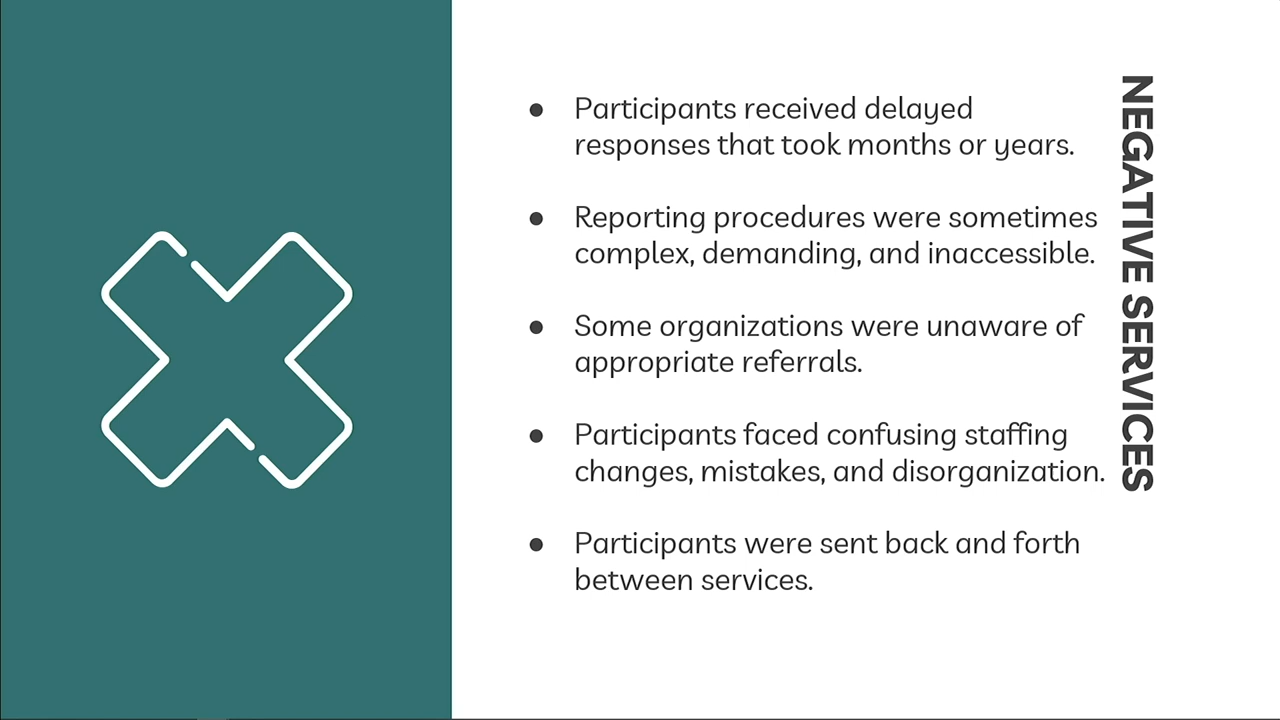 NEGATIVE SERVICES
● Participants received delayed
responses that took months or years.
● Reporting procedures were sometimes
complex, demanding, and inaccessible.
● Some organizations were unaware of
appropriate referrals.
● Participants faced confusing staffing
changes, mistakes, and disorganization.
● Participants were sent back and forth
between services.